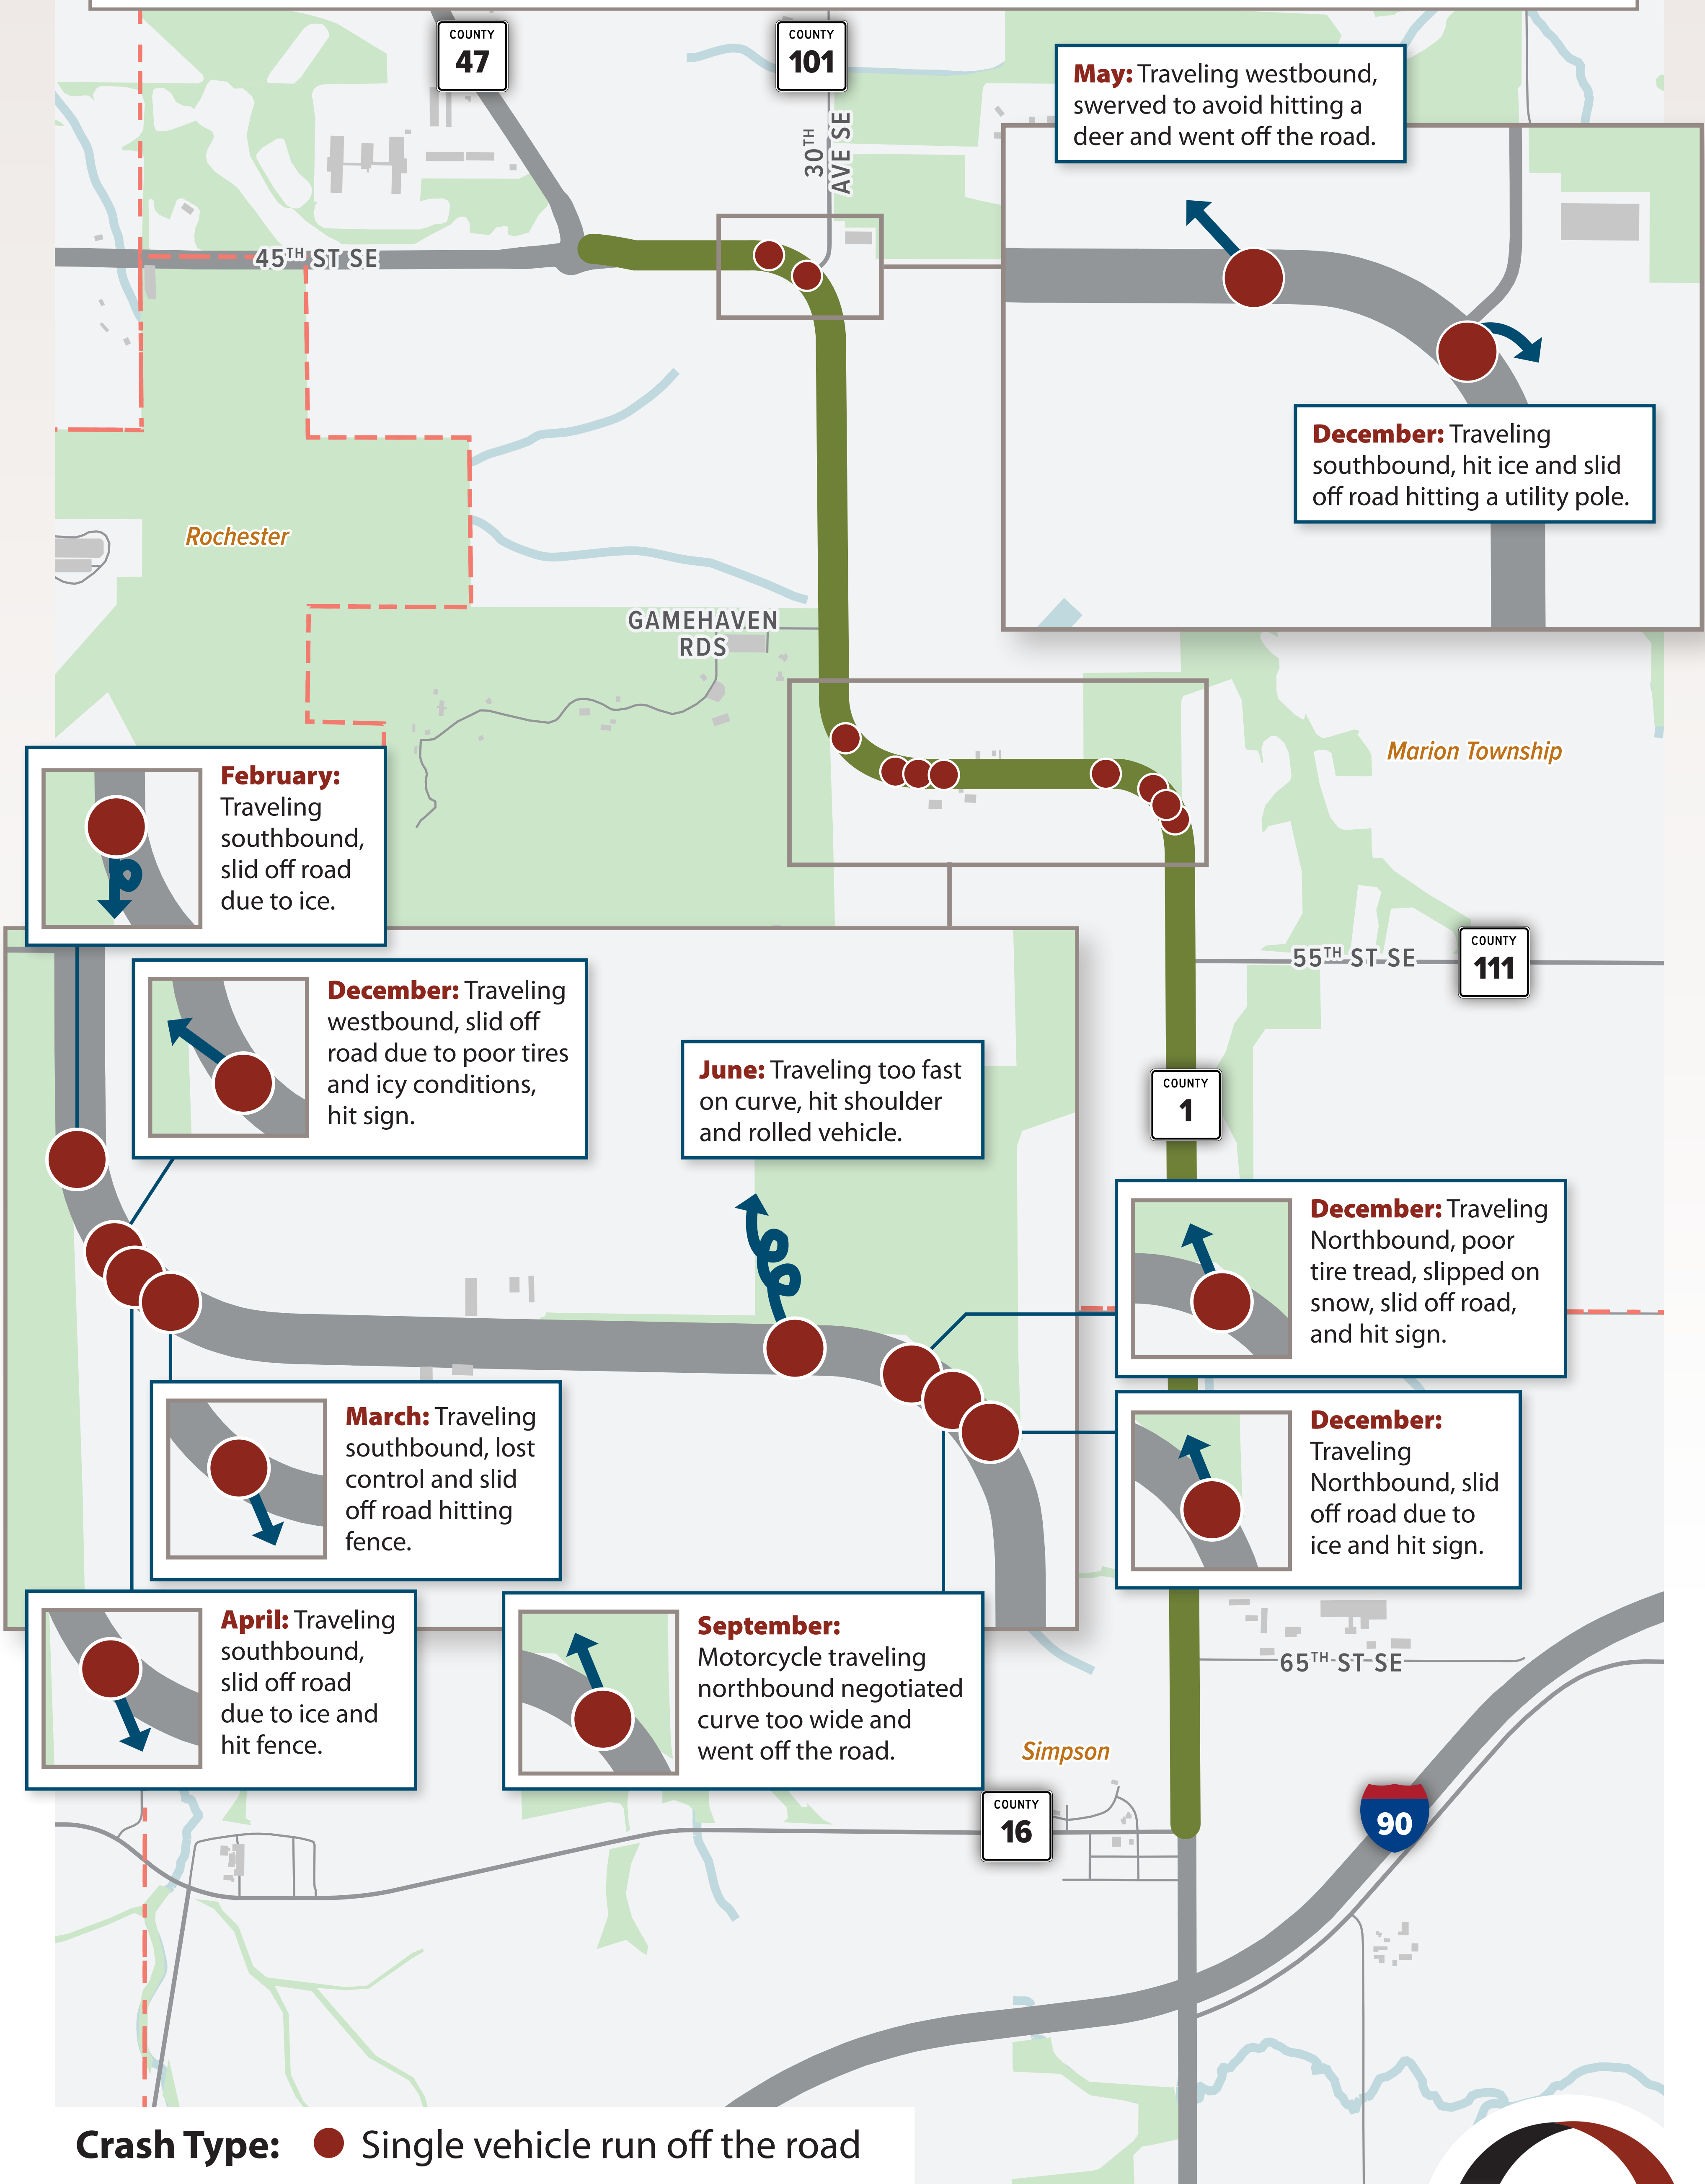 COUNTY
47
COUNTY
101
30TH
AVE SE
May: Traveling westbound,
swerved to avoid hitting a
deer and went off the road.
45TH ST SE
December: Traveling
southbound, hit ice and slid
off road hitting a utility pole.
Rochester
GAMEHAVEN
RDS
Marion Township
February:
Traveling
southbound,
slid off road
due to ice.
55TH ST SE
COUNTY
111
December: Traveling
westbound, slid off
road due to poor tires
and icy conditions,
hit sign.
June: Traveling too fast
on curve, hit shoulder
and rolled vehicle.
COUNTY
1
December: Traveling
Northbound, poor
tire tread, slipped on
snow, slid off road,
and hit sign.
March: Traveling
southbound, lost
control and slid
off road hitting
fence.
December:
Traveling
Northbound, slid
off road due to
ice and hit sign.
April: Traveling
southbound,
slid off road
due to ice and
hit fence.
September:
Motorcycle traveling
northbound negotiated
curve too wide and
went off the road.
65TH ST SE
Simpson
COUNTY
16
90
Crash Type: Single vehicle run off the road